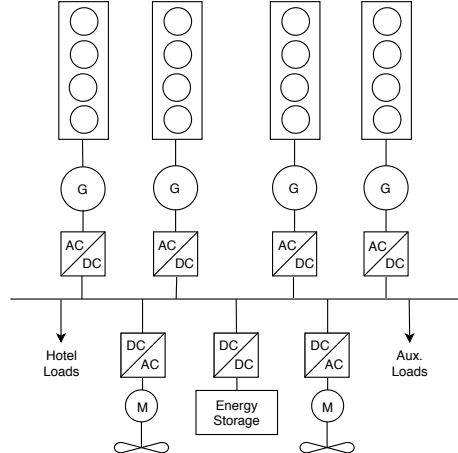 G G G G
AC AC AC AC
DC DC DC DC
Hotel
Loads
DC DC DC
AC DC AC
Aux.
Loads
M M
Energy
Storage